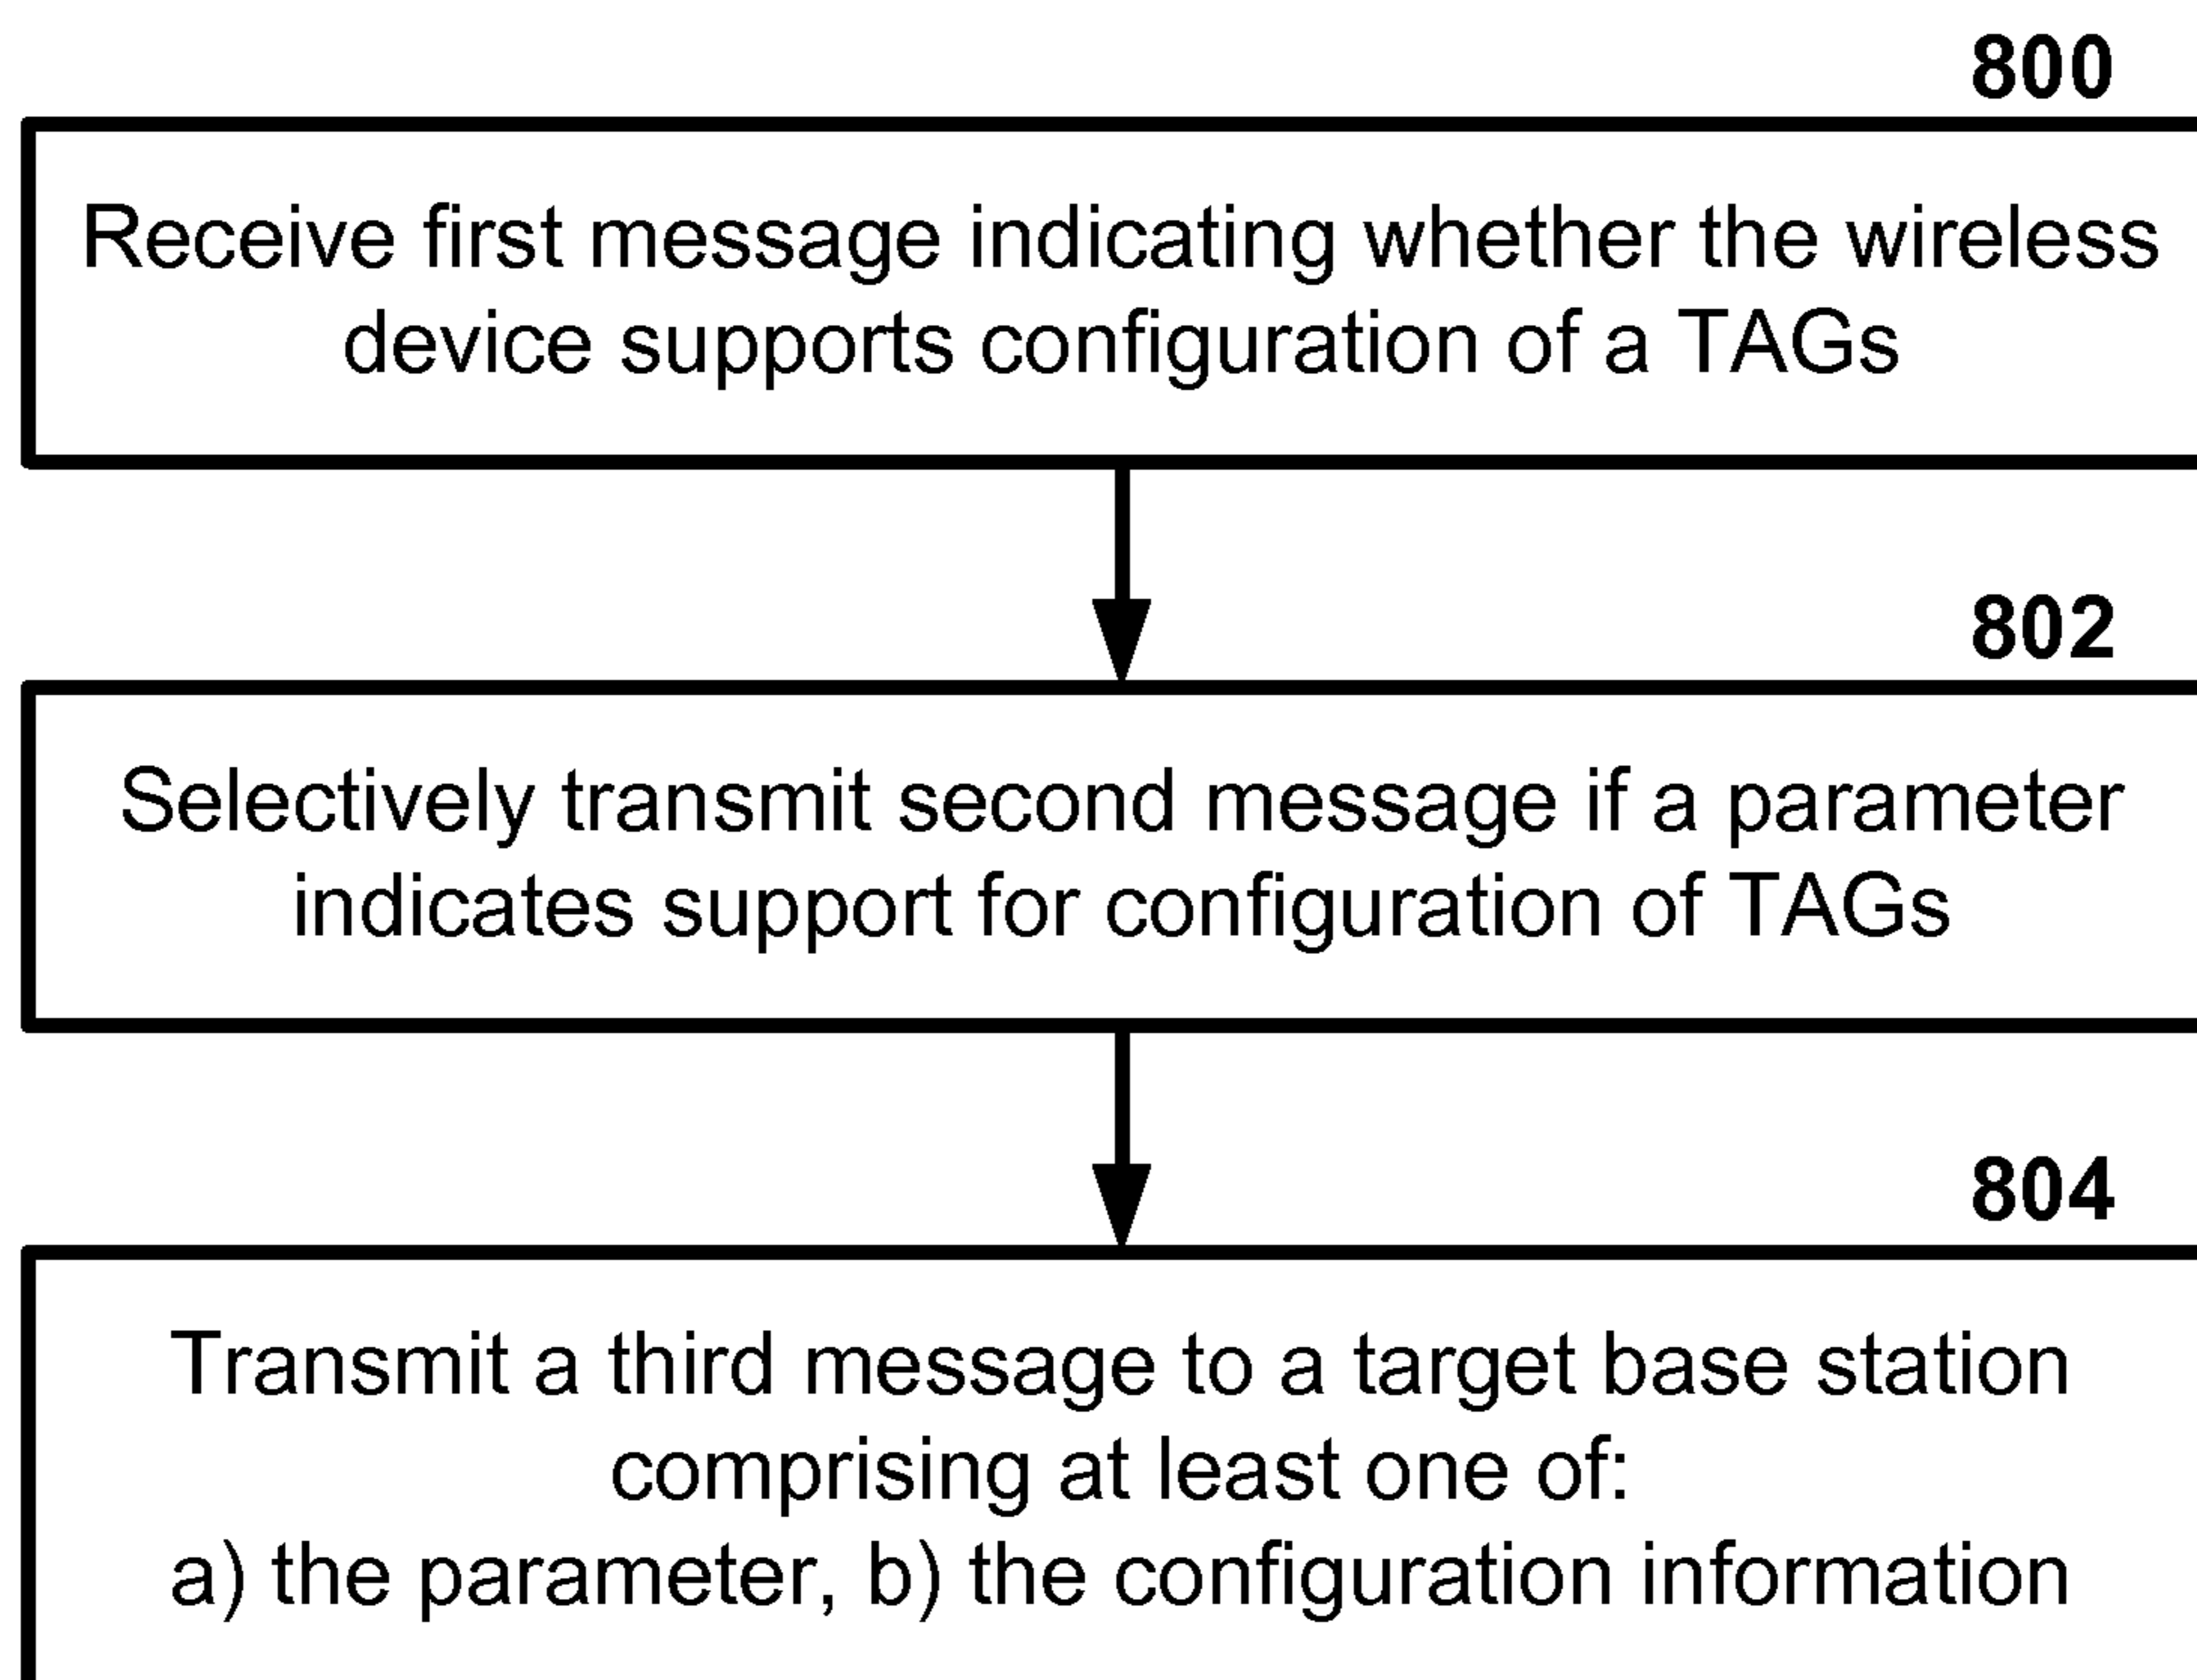 800
Receive first message indicating whether the wireless
device supports configuration of a TAGs
802
Selectively transmit second message if a parameter
indicates support for configuration of TAGs
804
Transmit a third message to a target base station
comprising at least one of:
a) the parameter, b) the configuration information